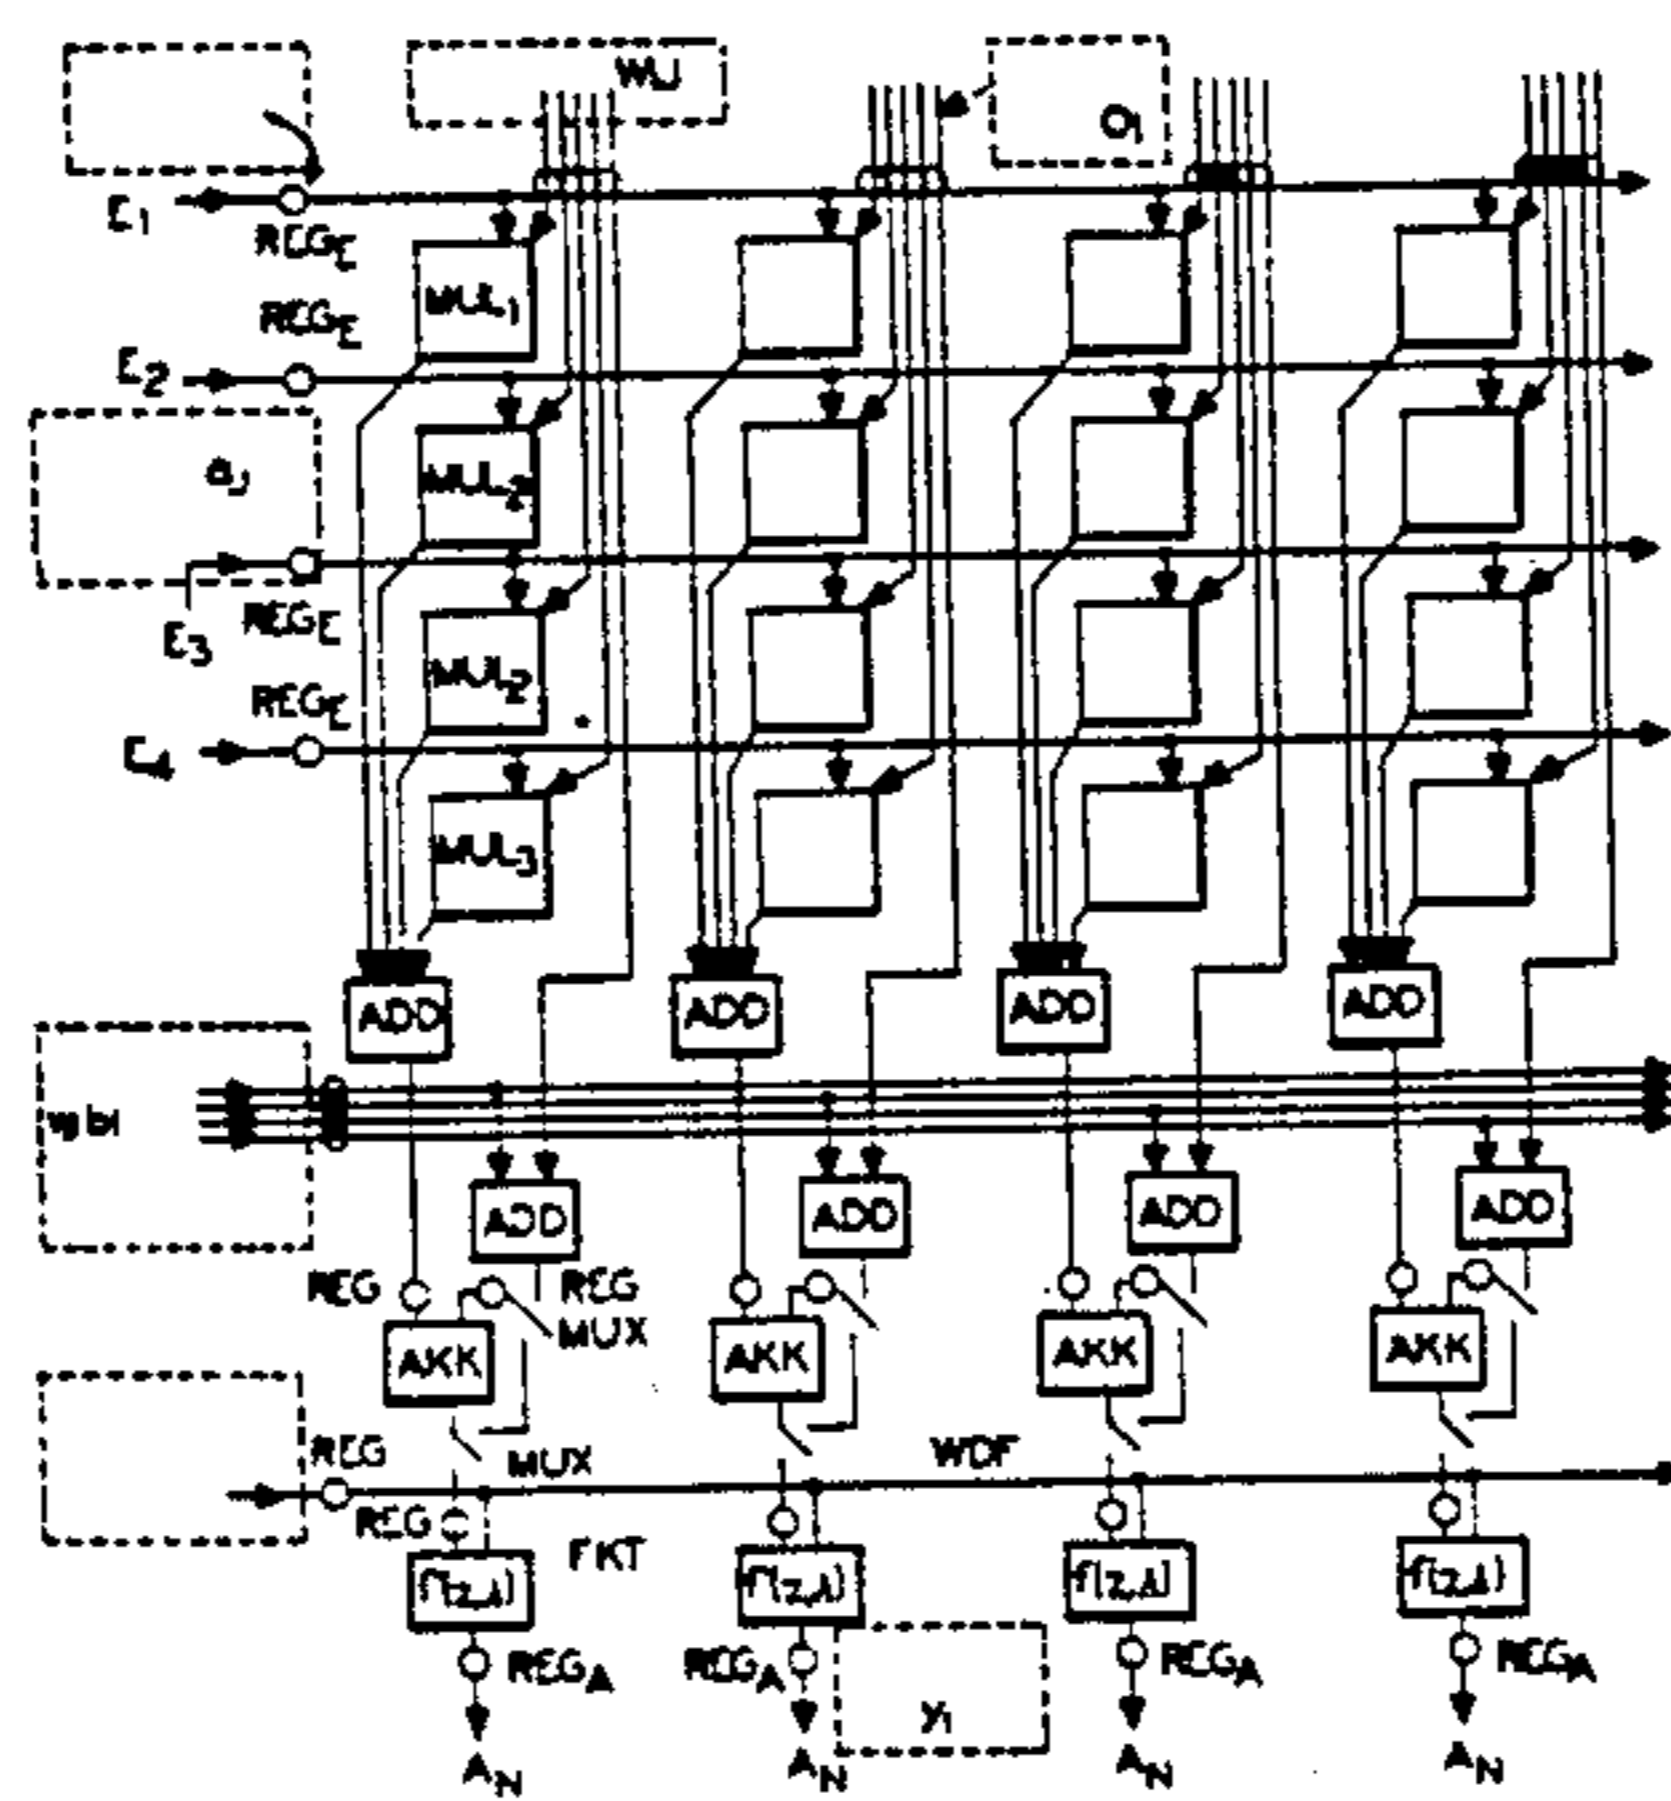 WIJ
E1
REGE
MUL1
REGE
E2
MUL2
aj
REGE
E3
MUL2
REGE
E4
MUL3
ADD ADD ADD ADD
ADD ADD ADD ADD
REG REG
MUX
AKK AKK AKK AKK
REG MUX WDF
REG FKT
f(z,λ) f(z,λ) f(z,λ) f(z,λ)
REGA REGA REGA REGA
yi
AN AN AN AN